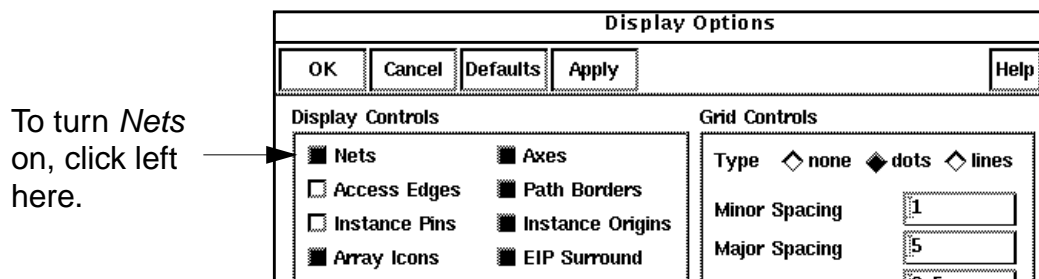 Display Options
OK Cancel Defaults Apply Help
To turn Nets
on, click left
here.
Display Controls
Nets Axes
Access Edges Path Borders
Instance Pins Instance Origins
Array Icons EIP Surround
Grid Controls
Type none dots lines
Minor Spacing 1
Major Spacing 5